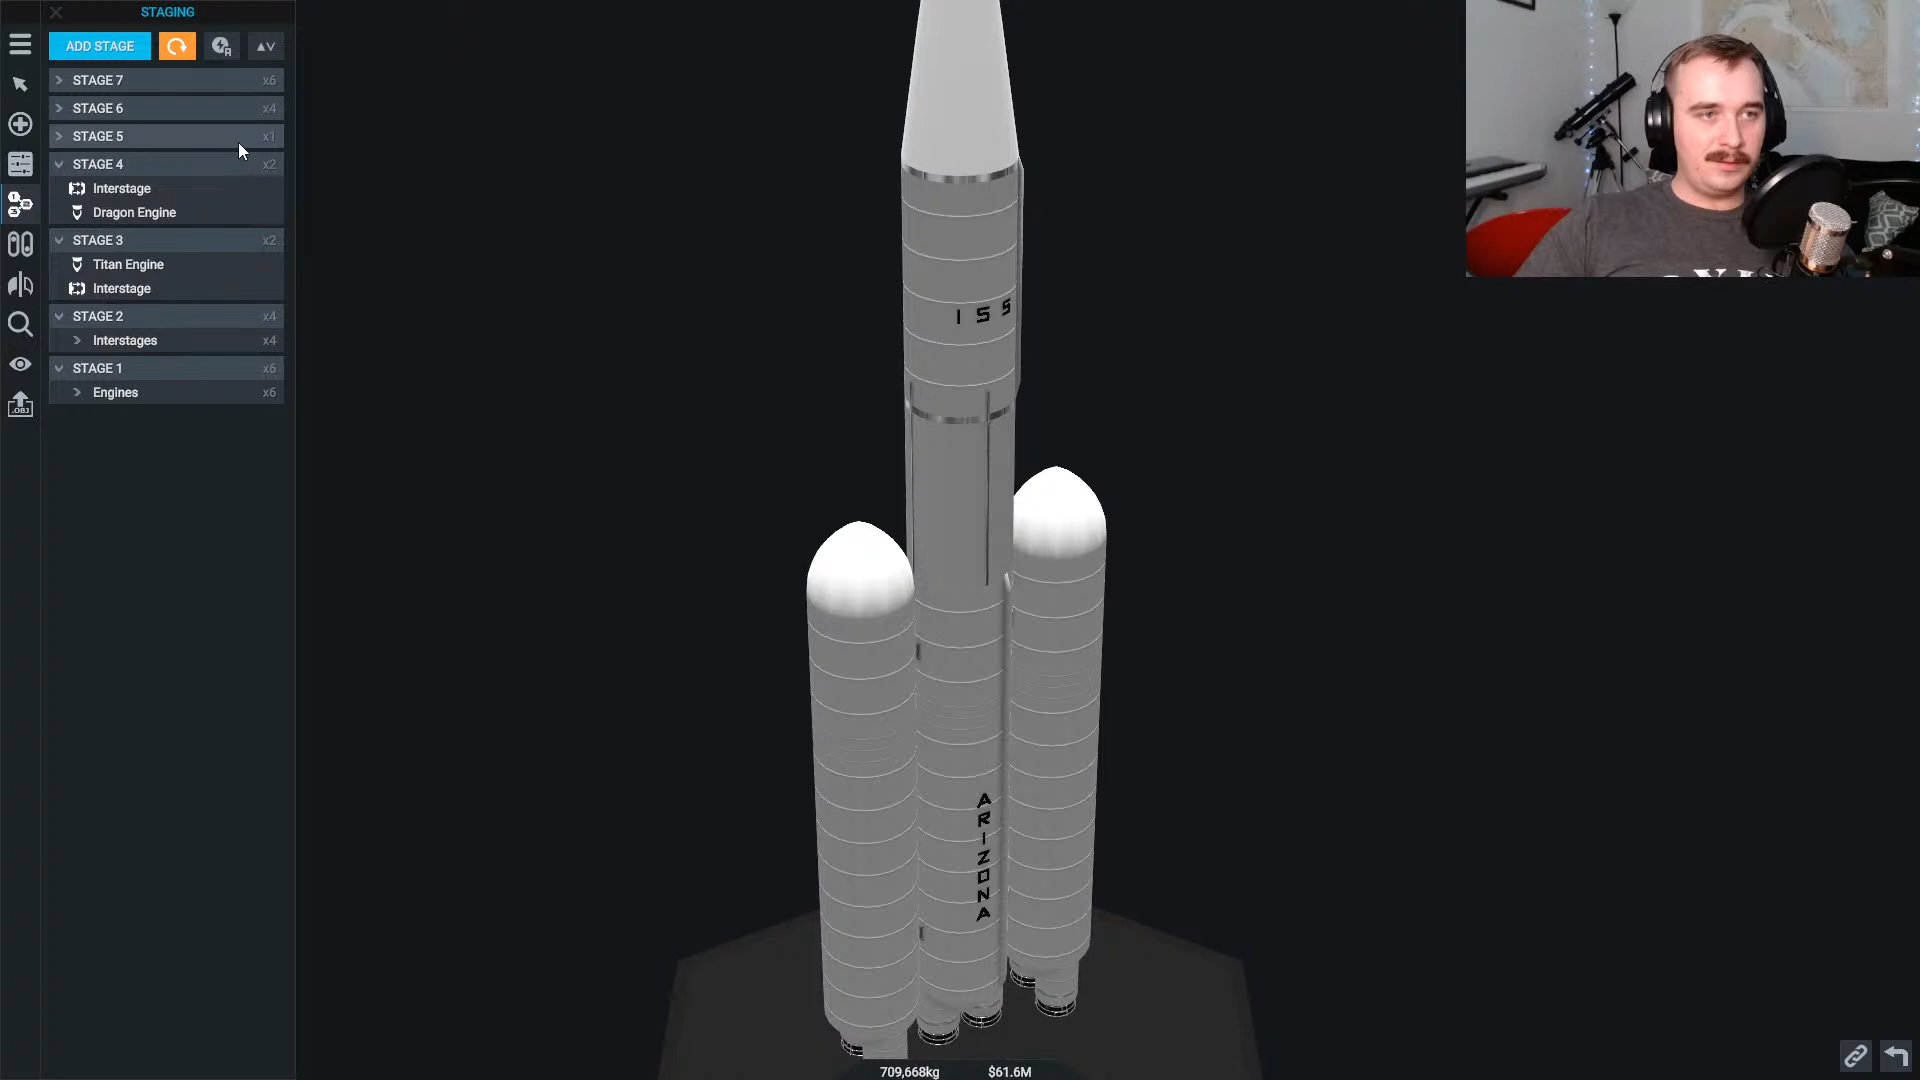 STAGING
ADD STAGE
STAGE 7 x6
STAGE 6 x4
STAGE 5 x1
STAGE 4 x2
Interstage
Dragon Engine
STAGE 3 x2
Titan Engine
Interstage
STAGE 2 x4
Interstages x4
STAGE 1 x6
Engines x6
.OBJ
ISS
ARIZONA
709,668kg $61.6M